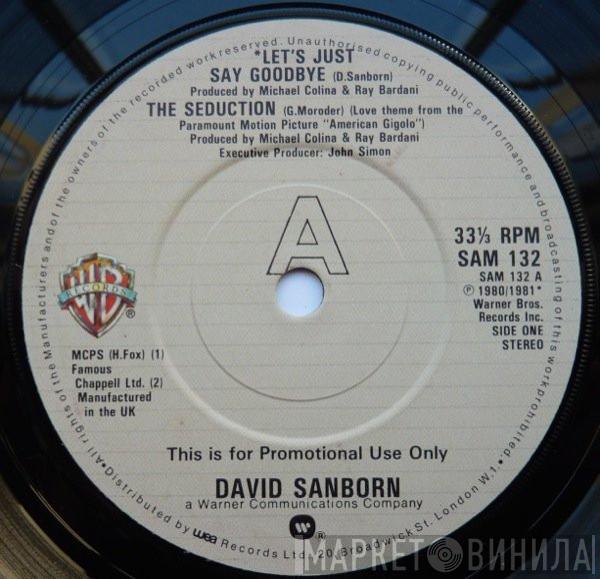 *LET'S JUST
SAY GOODBYE (D.Sanborn)
Produced by Michael Colina & Ray Bardani
THE SEDUCTION (G.Moroder) (Love theme from the
Paramount Motion Picture "American Gigolo")
Produced by Michael Colina & Ray Bardani
Executive Producer: John Simon
A
33⅓ RPM
SAM 132
SAM 132 A
℗ 1980/1981*
Warner Bros.
Records Inc.
SIDE ONE
STEREO
WB
RECORDS
®
MCPS (H.Fox) (1)
Famous
Chappell Ltd. (2)
Manufactured
in the UK
This is for Promotional Use Only
DAVID SANBORN
a Warner Communications Company
W ®
All rights of the Manufacturers and of the owners of the recorded work reserved. Unauthorised copying public performance and broadcasting of this work prohibited.
• Distributed by wea Records Ltd., 20, Broadwick St. London W.1. •
МАРКЕТ ВИНИЛА